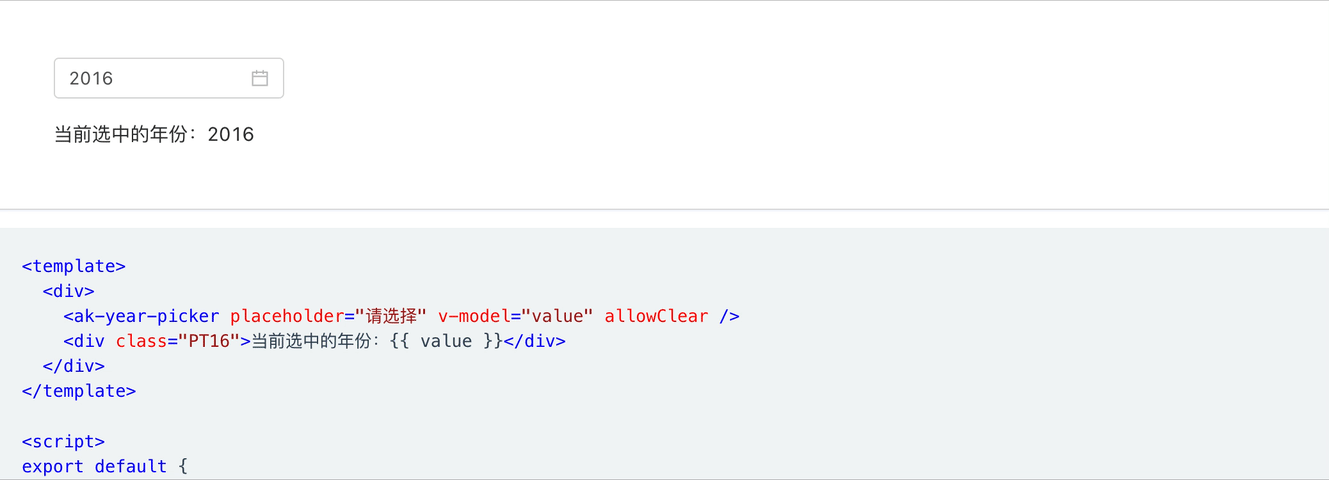 2016
当前选中的年份：2016
<template>
  <div>
    <ak-year-picker placeholder="请选择" v-model="value" allowClear />
    <div class="PT16">当前选中的年份：{{ value }}</div>
  </div>
</template>
<script>
export default {